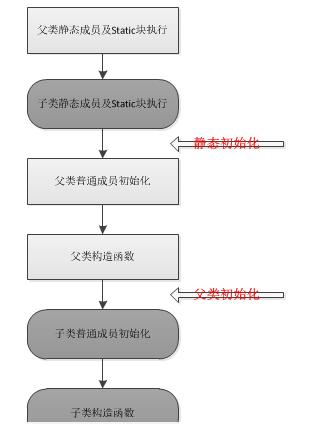 父类静态成员及Static块执行
子类静态成员及Static块执行
静态初始化
父类普通成员初始化
父类构造函数
父类初始化
子类普通成员初始化
子类构造函数